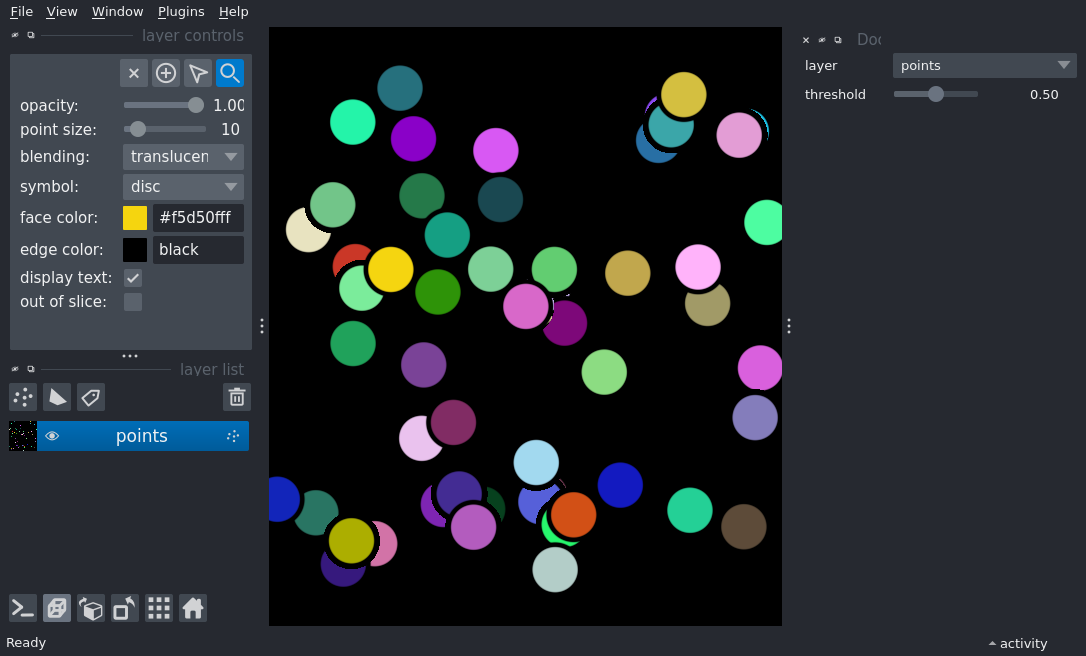 File View Window Plugins Help
layer controls
opacity: 1.00
point size: 10
blending: translucen
symbol: disc
face color: #f5d50fff
edge color: black
display text:
out of slice:
layer list
points
Doc
layer points
threshold 0.50
Ready
activity